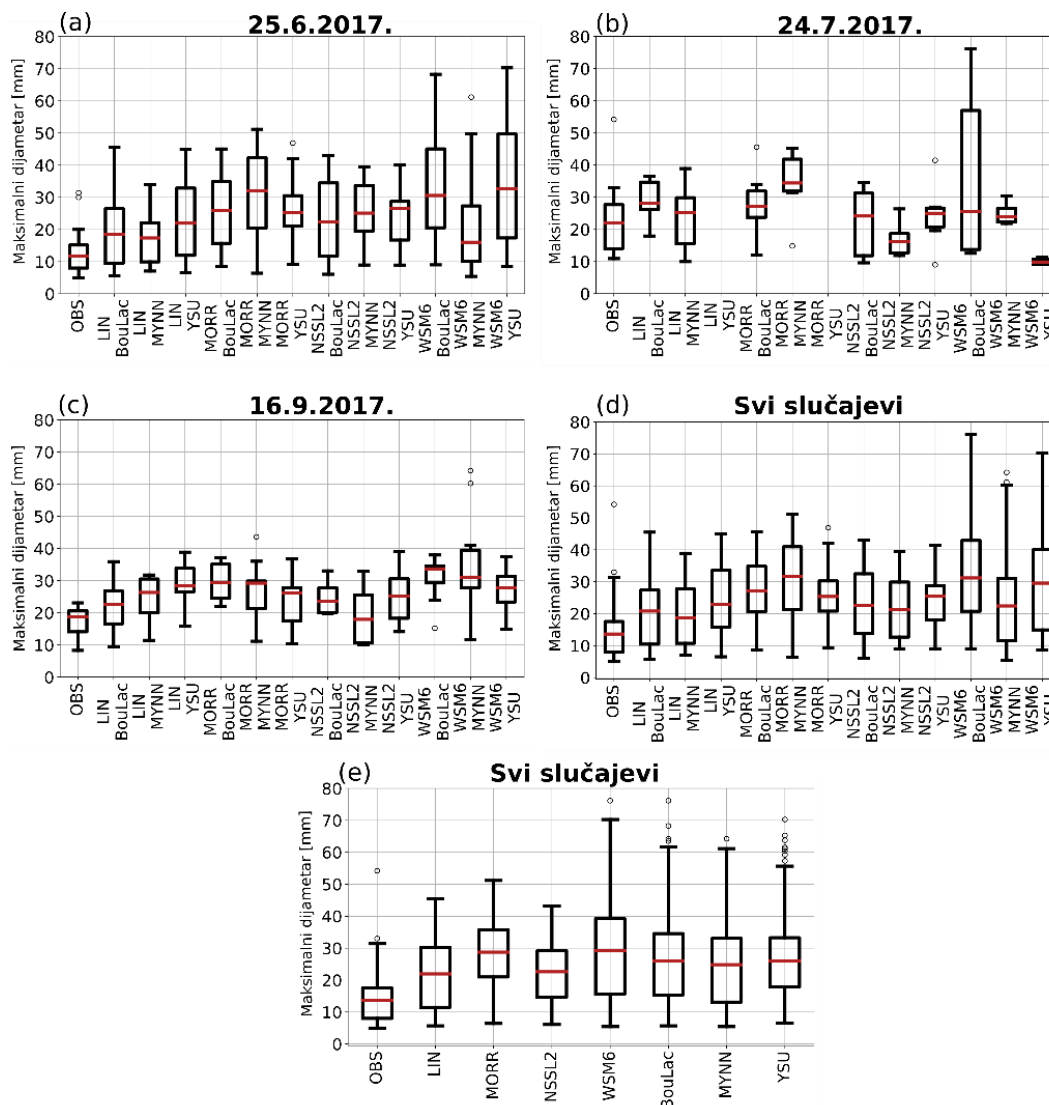 (a) 25.6.2017.
Maksimalni dijametar [mm]
80
70
60
50
40
30
20
10
0
OBS
LIN
BouLac
LIN
MYNN
LIN
YSU
MORR
BouLac
MORR
MYNN
MORR
YSU
NSSL2
BouLac
NSSL2
MYNN
NSSL2
YSU
WSM6
BouLac
WSM6
MYNN
WSM6
YSU
(b) 24.7.2017.
Maksimalni dijametar [mm]
80
70
60
50
40
30
20
10
0
OBS
LIN
BouLac
LIN
MYNN
LIN
YSU
MORR
BouLac
MORR
MYNN
MORR
YSU
NSSL2
BouLac
NSSL2
MYNN
NSSL2
YSU
WSM6
BouLac
WSM6
MYNN
WSM6
YSU
(c) 16.9.2017.
Maksimalni dijametar [mm]
80
70
60
50
40
30
20
10
0
OBS
LIN
BouLac
LIN
MYNN
LIN
YSU
MORR
BouLac
MORR
MYNN
MORR
YSU
NSSL2
BouLac
NSSL2
MYNN
NSSL2
YSU
WSM6
BouLac
WSM6
MYNN
WSM6
YSU
(d) Svi slučajevi
Maksimalni dijametar [mm]
80
70
60
50
40
30
20
10
0
OBS
LIN
BouLac
LIN
MYNN
LIN
YSU
MORR
BouLac
MORR
MYNN
MORR
YSU
NSSL2
BouLac
NSSL2
MYNN
NSSL2
YSU
WSM6
BouLac
WSM6
MYNN
WSM6
YSU
(e) Svi slučajevi
Maksimalni dijametar [mm]
80
70
60
50
40
30
20
10
0
OBS
LIN
MORR
NSSL2
WSM6
BouLac
MYNN
YSU